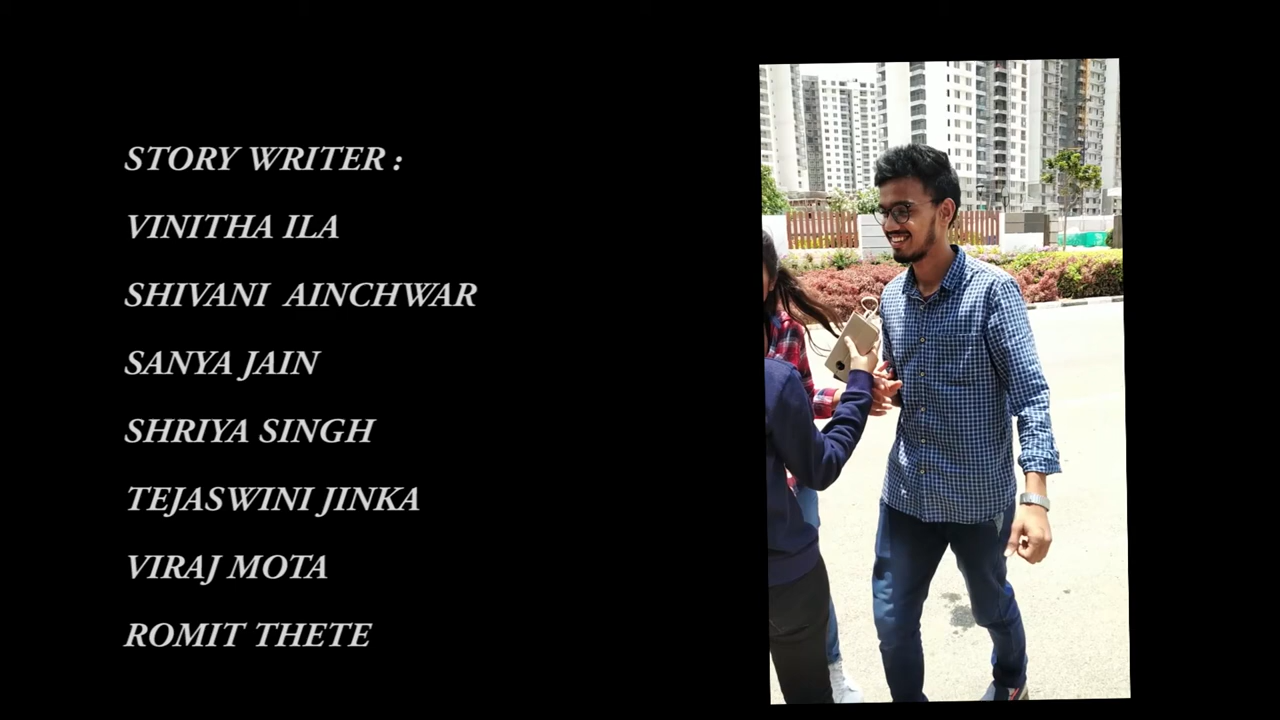 STORY WRITER :
VINITHA ILA
SHIVANI AINCHWAR
SANYA JAIN
SHRIYA SINGH
TEJASWINI JINKA
VIRAJ MOTA
ROMIT THETE